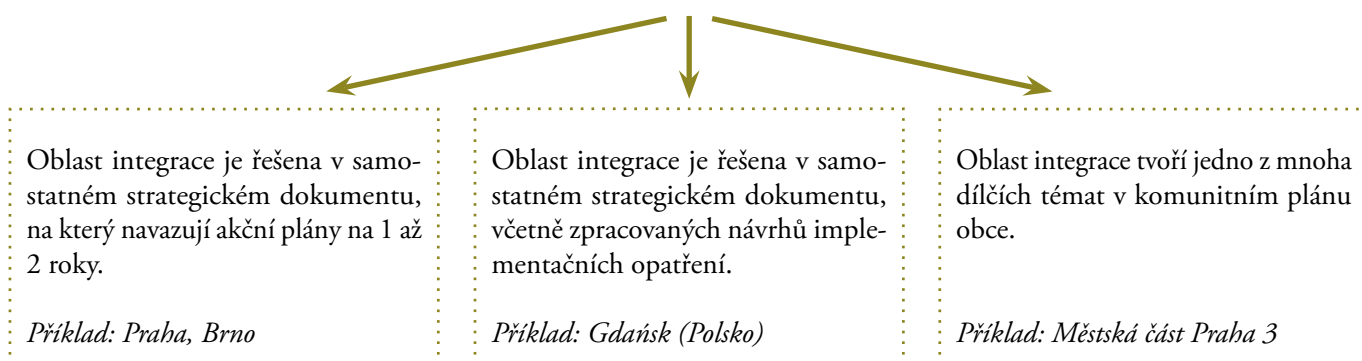 Oblast integrace je řešena v samo-
statném strategickém dokumentu,
na který navazují akční plány na 1 až
2 roky.
Příklad: Praha, Brno
Oblast integrace je řešena v samo-
statném strategickém dokumentu,
včetně zpracovaných návrhů imple-
mentačních opatření.
Příklad: Gdańsk (Polsko)
Oblast integrace tvoří jedno z mnoha
dílčích témat v komunitním plánu
obce.
Příklad: Městská část Praha 3